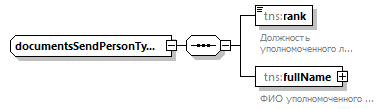 tns:rank
Должность
уполномоченного л...
documentsSendPersonTy...
tns:fullName
ФИО уполномоченного ...